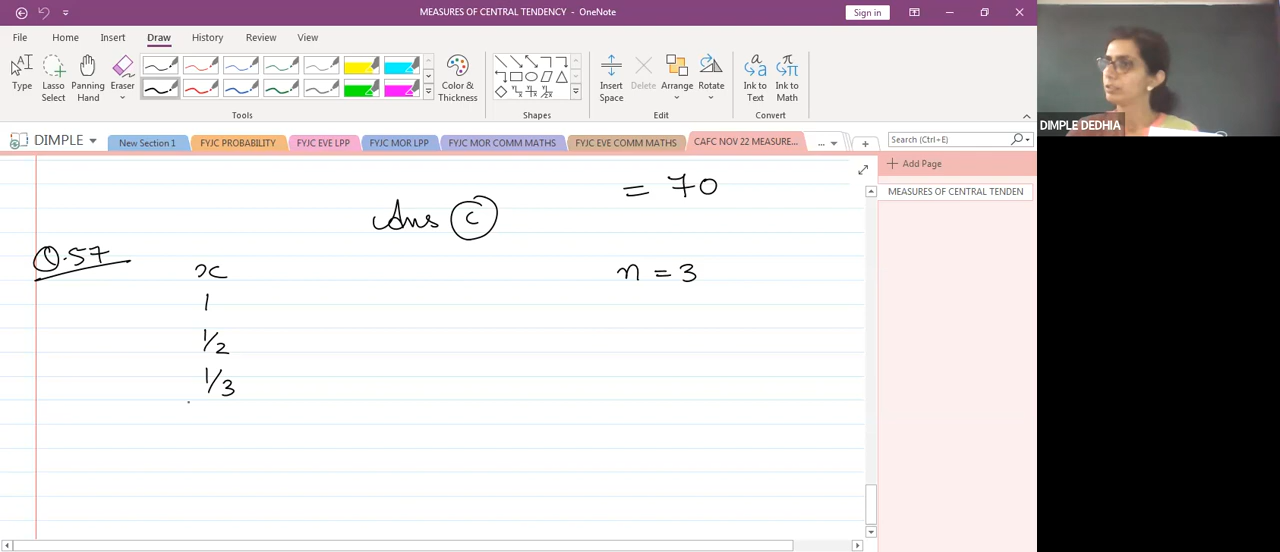 MEASURES OF CENTRAL TENDENCY - OneNote
Sign in
File Home Insert Draw History Review View
Type
Lasso Select
Panning Hand
Eraser
Color & Thickness
Insert Space
Delete
Arrange
Rotate
Ink to Text
Ink to Math
Tools
Shapes
Edit
Convert
DIMPLE DEDHIA
DIMPLE
New Section 1
FYJC PROBABILITY
FYJC EVE LPP
FYJC MOR LPP
FYJC MOR COMM MATHS
FYJC EVE COMM MATHS
CAFC NOV 22 MEASURE...
Search (Ctrl+E)
Add Page
MEASURES OF CENTRAL TENDEN
= 70
Ans C
Q.57
x
n = 3
1
1/2
1/3